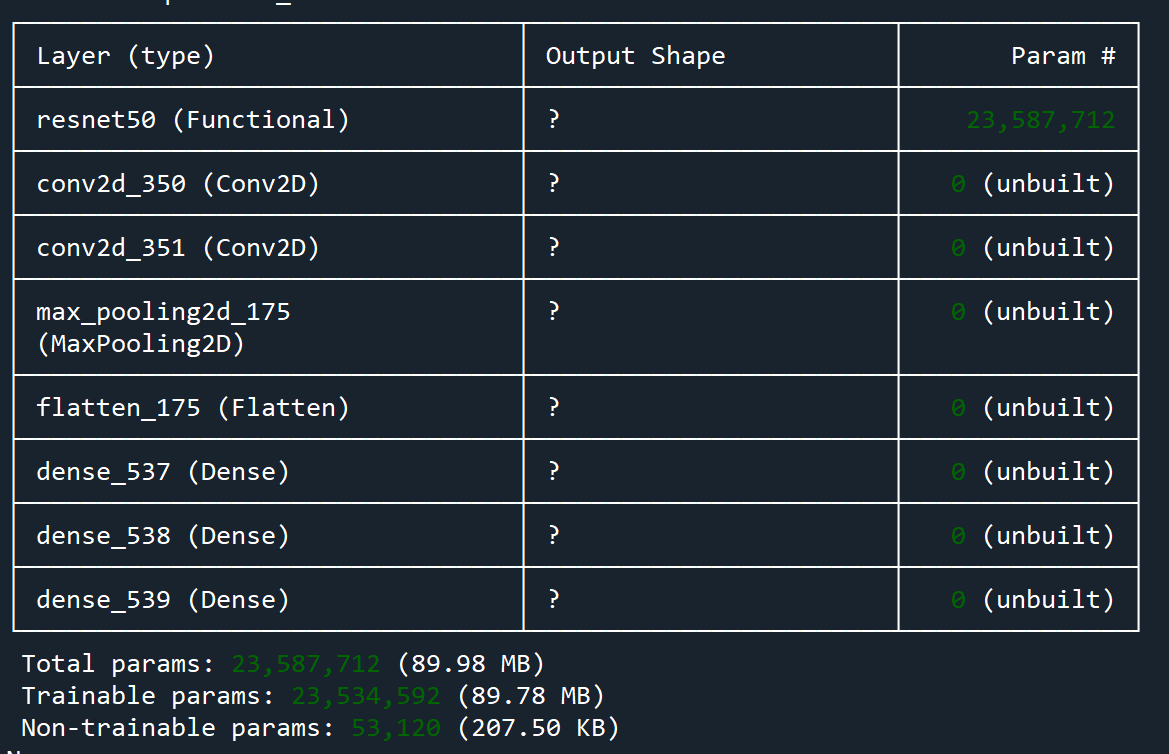 Layer (type) Output Shape Param #
resnet50 (Functional) ? 23,587,712
conv2d_350 (Conv2D) ? 0 (unbuilt)
conv2d_351 (Conv2D) ? 0 (unbuilt)
max_pooling2d_175 ? 0 (unbuilt)
(MaxPooling2D)
flatten_175 (Flatten) ? 0 (unbuilt)
dense_537 (Dense) ? 0 (unbuilt)
dense_538 (Dense) ? 0 (unbuilt)
dense_539 (Dense) ? 0 (unbuilt)
Total params: 23,587,712 (89.98 MB)
Trainable params: 23,534,592 (89.78 MB)
Non-trainable params: 53,120 (207.50 KB)